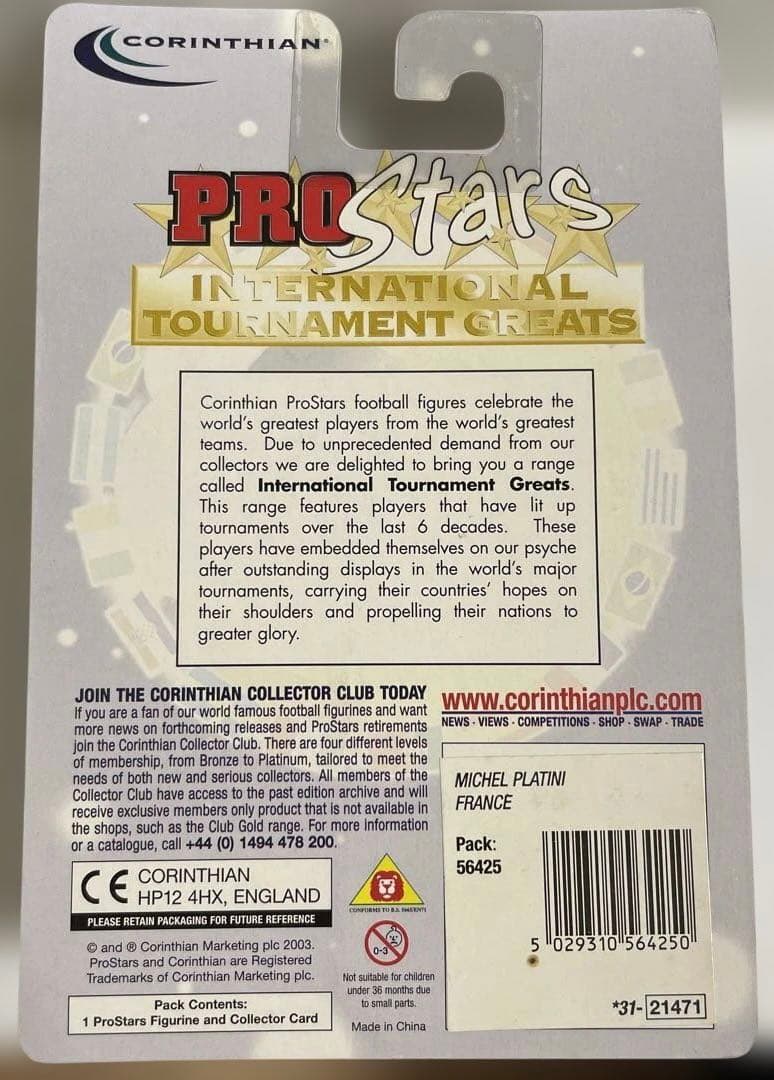 CORINTHIAN®
PROStars
INTERNATIONAL
TOURNAMENT GREATS
Corinthian ProStars football figures celebrate the
world's greatest players from the world's greatest
teams. Due to unprecedented demand from our
collectors we are delighted to bring you a range
called International Tournament Greats.
This range features players that have lit up
tournaments over the last 6 decades. These
players have embedded themselves on our psyche
after outstanding displays in the world's major
tournaments, carrying their countries' hopes on
their shoulders and propelling their nations to
greater glory.
JOIN THE CORINTHIAN COLLECTOR CLUB TODAY
If you are a fan of our world famous football figurines and want
more news on forthcoming releases and ProStars retirements
join the Corinthian Collector Club. There are four different levels
of membership, from Bronze to Platinum, tailored to meet the
needs of both new and serious collectors. All members of the
Collector Club have access to the past edition archive and will
receive exclusive members only product that is not available in
the shops, such as the Club Gold range. For more information
or a catalogue, call +44 (0) 1494 478 200.
www.corinthianplc.com
NEWS - VIEWS - COMPETITIONS - SHOP - SWAP - TRADE
MICHEL PLATINI
FRANCE
Pack:
56425
5 029310 564250
*31- 21471
CE CORINTHIAN
HP12 4HX, ENGLAND
PLEASE RETAIN PACKAGING FOR FUTURE REFERENCE
© and ® Corinthian Marketing plc 2003.
ProStars and Corinthian are Registered
Trademarks of Corinthian Marketing plc.
Pack Contents:
1 ProStars Figurine and Collector Card
CONFORMS TO B.S.
0-3
Not suitable for children
under 36 months due
to small parts.
Made in China